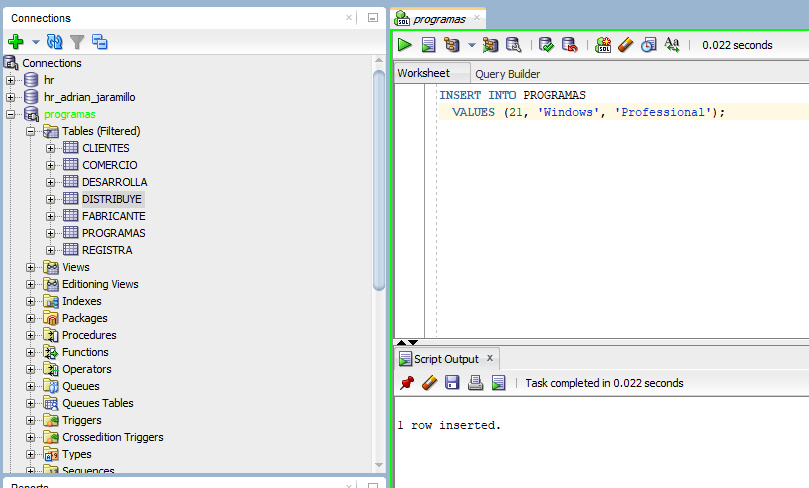 Connections
Connections
hr
hr_adrian_jaramillo
programas
Tables (Filtered)
CLIENTES
COMERCIO
DESARROLLA
DISTRIBUYE
FABRICANTE
PROGRAMAS
REGISTRA
Views
Editioning Views
Indexes
Packages
Procedures
Functions
Operators
Queues
Queues Tables
Triggers
Crossedition Triggers
Types
Sequences
Reports
programas
SQL
0.022 seconds
Worksheet
Query Builder
INSERT INTO PROGRAMAS
VALUES (21, 'Windows', 'Professional');
Script Output
Task completed in 0.022 seconds
1 row inserted.